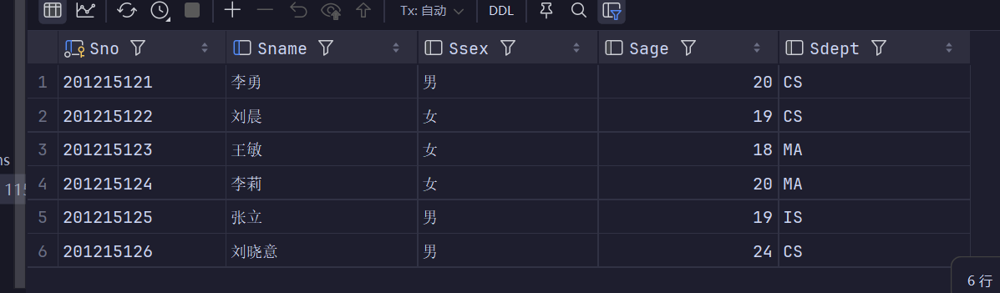 Tx: 自动 DDL
Sno Sname Ssex Sage Sdept
1 201215121 李勇 男 20 CS
2 201215122 刘晨 女 19 CS
3 201215123 王敏 女 18 MA
ns
4 201215124 李莉 女 20 MA
115
5 201215125 张立 男 19 IS
6 201215126 刘晓意 男 24 CS
6 行